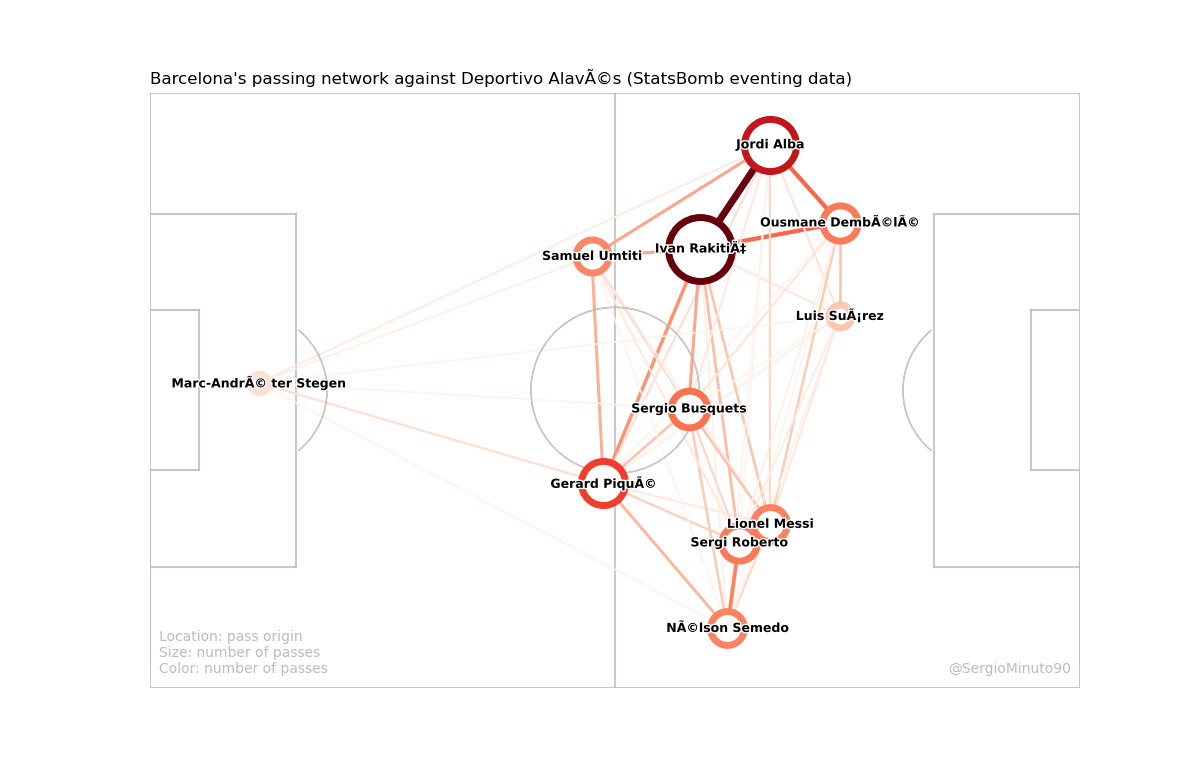 Barcelona's passing network against Deportivo AlavÃ©s (StatsBomb eventing data)
Jordi Alba
Ousmane DembÃ©lÃ©
Ivan RakitiÄ‡
Samuel Umtiti
Luis SuÃ¡rez
Marc-AndrÃ© ter Stegen
Sergio Busquets
Gerard PiquÃ©
Lionel Messi
Sergi Roberto
NÃ©lson Semedo
Location: pass origin
Size: number of passes
Color: number of passes
@SergioMinuto90